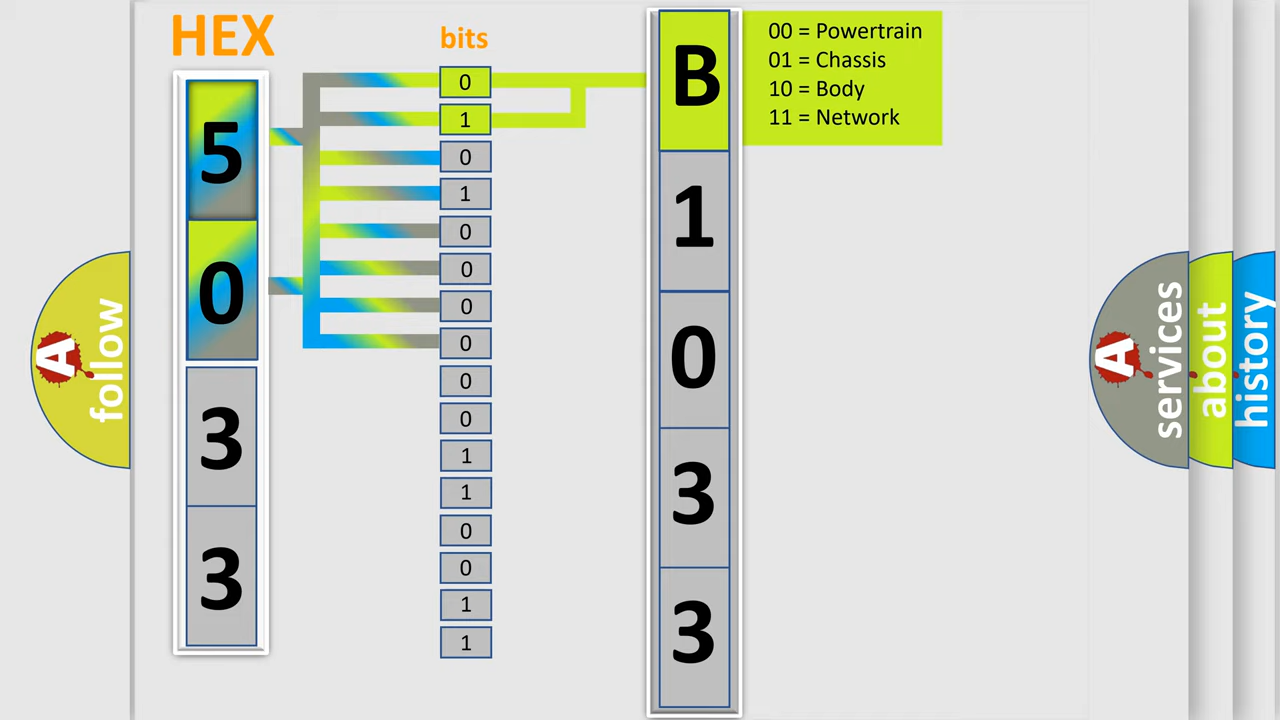 HEX
bits
5
0
3
3
0
1
0
1
0
0
0
0
0
0
1
1
0
0
1
1
B
1
0
3
3
00 = Powertrain
01 = Chassis
10 = Body
11 = Network
A
follow
A
services
about
history